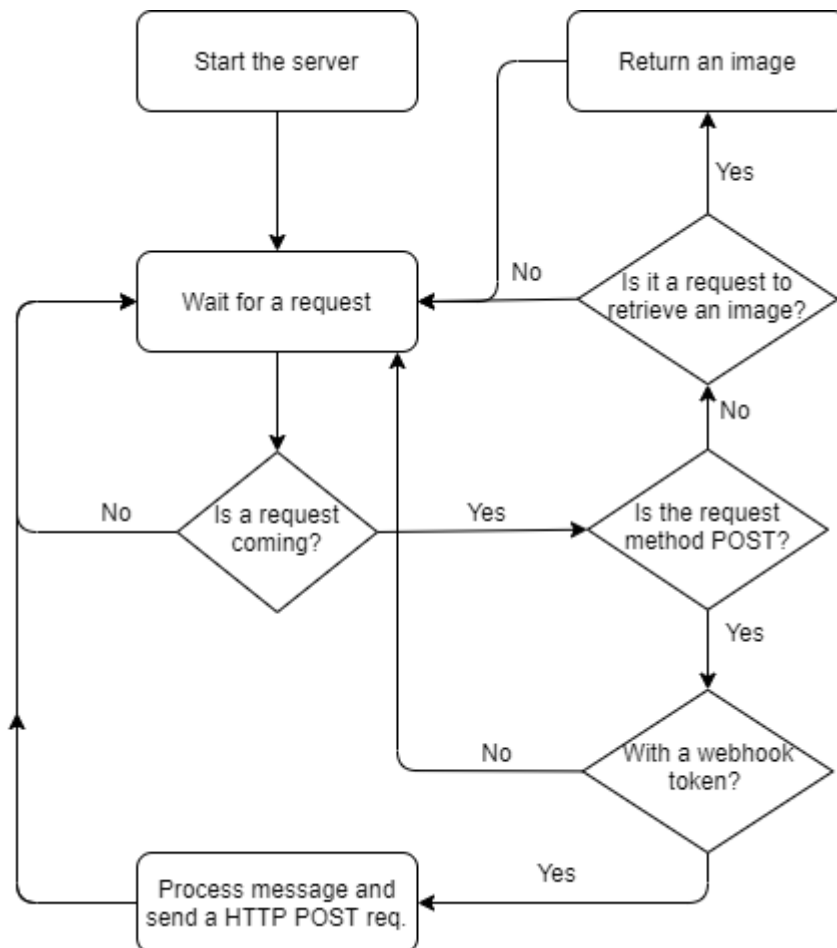 Start the server
Return an image
Yes
Wait for a request
No
Is it a request to
retrieve an image?
No
Is a request
coming?
No
Yes
Is the request
method POST?
Yes
No
With a webhook
token?
Yes
Process message and
send a HTTP POST req.